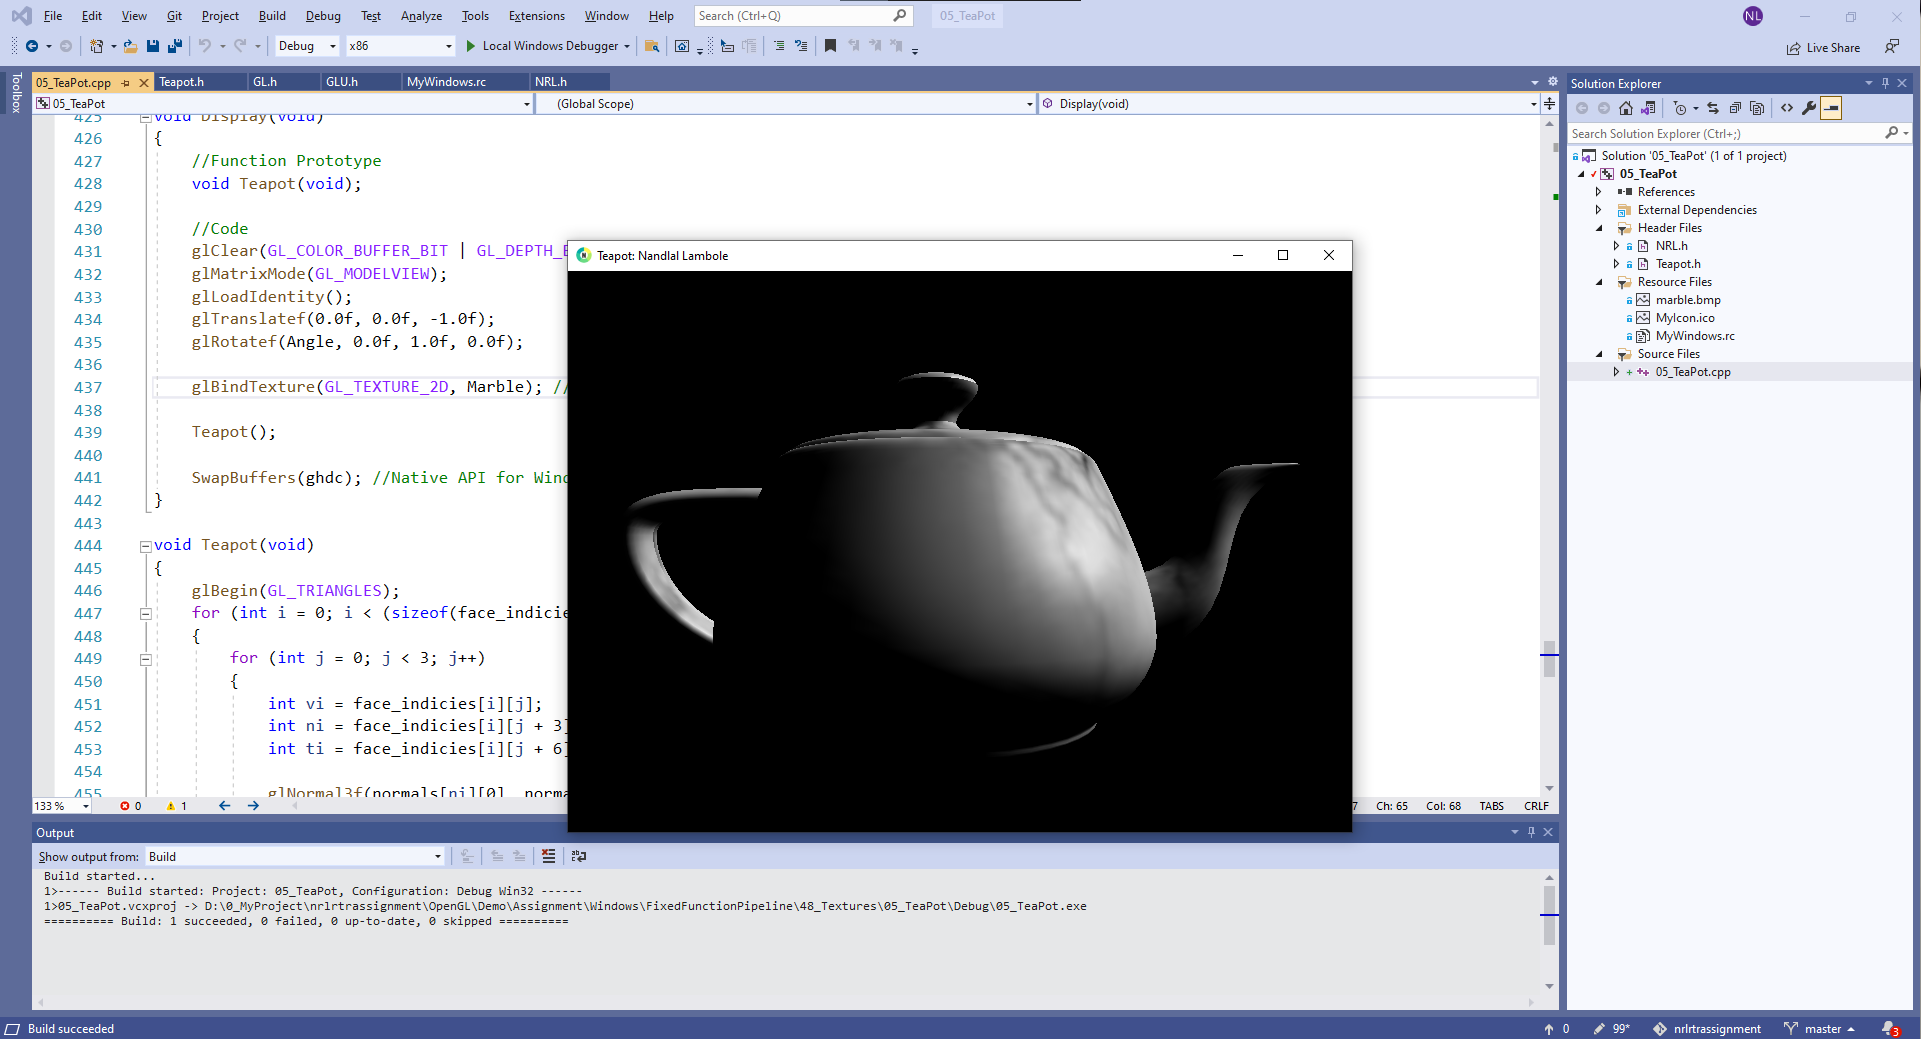 File Edit View Git Project Build Debug Test Analyze Tools Extensions Window Help Search (Ctrl+Q) 05_TeaPot NL
Debug x86 Local Windows Debugger Live Share
Toolbox
05_TeaPot.cpp Teapot.h GL.h GLU.h MyWindows.rc NRL.h
05_TeaPot (Global Scope) Display(void)
425 void Display(void)
426 {
427 //Function Prototype
428 void Teapot(void);
429
430 //Code
431 glClear(GL_COLOR_BUFFER_BIT | GL_DEPTH_B
432 glMatrixMode(GL_MODELVIEW);
433 glLoadIdentity();
434 glTranslatef(0.0f, 0.0f, -1.0f);
435 glRotatef(Angle, 0.0f, 1.0f, 0.0f);
436
437 glBindTexture(GL_TEXTURE_2D, Marble); //
438
439 Teapot();
440
441 SwapBuffers(ghdc); //Native API for Wind
442 }
443
444 void Teapot(void)
445 {
446 glBegin(GL_TRIANGLES);
447 for (int i = 0; i < (sizeof(face_indicie
448 {
449 for (int j = 0; j < 3; j++)
450 {
451 int vi = face_indicies[i][j];
452 int ni = face_indicies[i][j + 3]
453 int ti = face_indicies[i][j + 6]
454
455 glNormal3f(normals[ni][0], norma
Teapot: Nandlal Lambole
133 % 0 1 7 Ch: 65 Col: 68 TABS CRLF
Output
Show output from: Build
Build started...
1>------ Build started: Project: 05_TeaPot, Configuration: Debug Win32 ------
1>05_TeaPot.vcxproj -> D:\0_MyProject\nrlrtrassignment\OpenGL\Demo\Assignment\Windows\FixedFunctionPipeline\48_Textures\05_TeaPot\Debug\05_TeaPot.exe
========== Build: 1 succeeded, 0 failed, 0 up-to-date, 0 skipped ==========
Solution Explorer
Search Solution Explorer (Ctrl+;)
Solution '05_TeaPot' (1 of 1 project)
05_TeaPot
References
External Dependencies
Header Files
NRL.h
Teapot.h
Resource Files
marble.bmp
MyIcon.ico
MyWindows.rc
Source Files
05_TeaPot.cpp
Build succeeded 0 99* nrlrtrassignment master 3